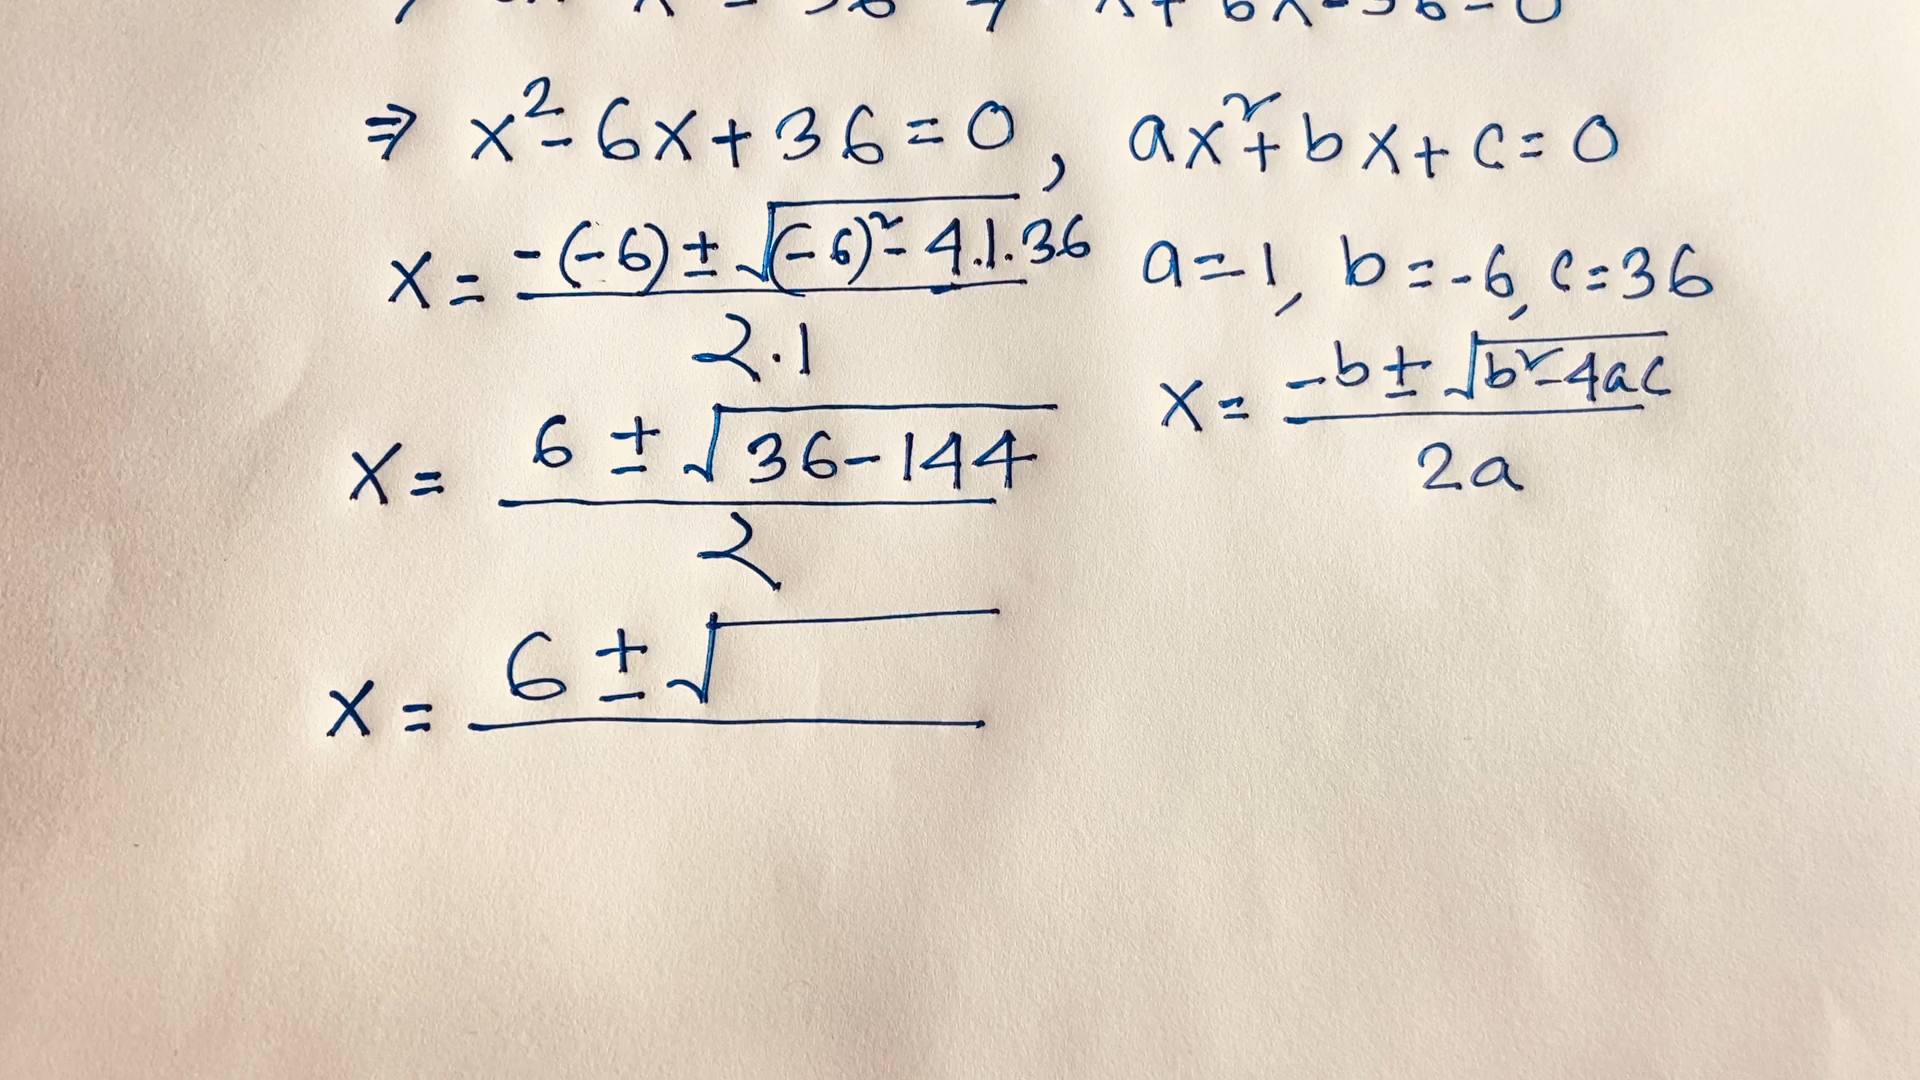 ⇒ x² - 6x + 36 = 0, ax² + bx + c = 0
x = -(-6) ± √(-6)² - 4.1.36 a = 1, b = -6, c = 36
2.1
x = -b ± √b² - 4ac
2a
x = 6 ± √36 - 144
2
x = 6 ± √